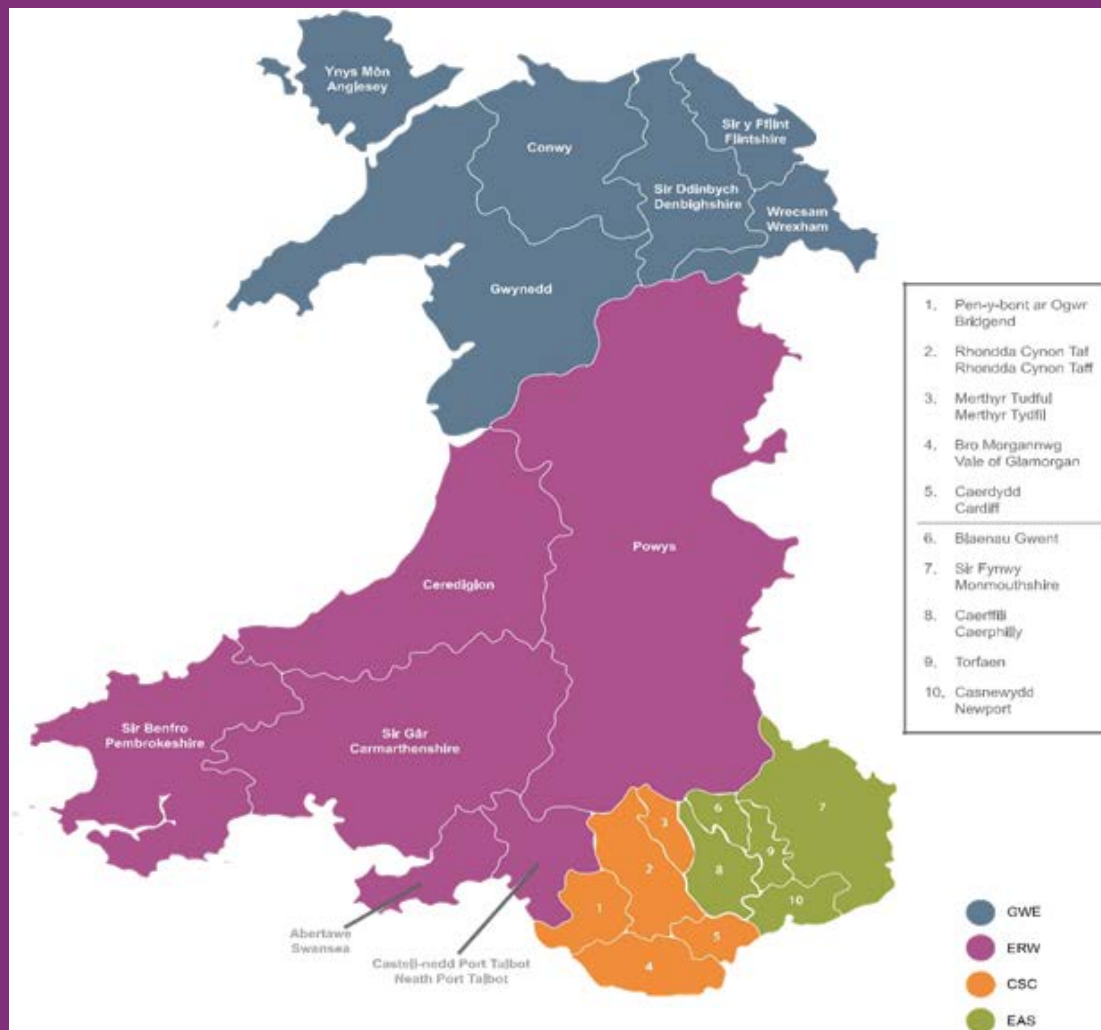 Ynys Môn
Anglesey
Conwy
Sir y Fflint
Flintshire
Sir Ddinbych
Denbighshire
Wrecsam
Wrexham
Gwynedd
Powys
Ceredigion
Sir Benfro
Pembrokeshire
Sir Gâr
Carmarthenshire
Abertawe
Swansea
Castell-nedd Port Talbot
Neath Port Talbot
1
2
3
4
5
6
7
8
9
10
1. Pen-y-bont ar Ogwr
Bridgend
2. Rhondda Cynon Taf
Rhondda Cynon Taff
3. Merthyr Tudful
Merthyr Tydfil
4. Bro Morgannwg
Vale of Glamorgan
5. Caerdydd
Cardiff
6. Blaenau Gwent
7. Sir Fynwy
Monmouthshire
8. Caerffili
Caerphilly
9. Torfaen
10. Casnewydd
Newport
GWE
ERW
CSC
EAS